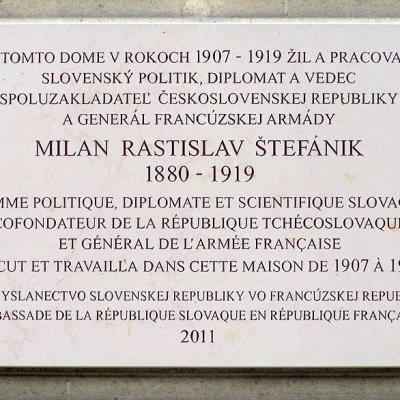 TOMTO DOME V ROKOCH 1907 - 1919 ŽIL A PRACOVA
SLOVENSKÝ POLITIK, DIPLOMAT A VEDEC
SPOLUZAKLADATEĽ ČESKOSLOVENSKEJ REPUBLIKY
A GENERÁL FRANCÚZSKEJ ARMÁDY
MILAN RASTISLAV ŠTEFÁNIK
1880 - 1919
MME POLITIQUE, DIPLOMATE ET SCIENTIFIQUE SLOVA
COFONDATEUR DE LA RÉPUBLIQUE TCHÉCOSLOVAQU
ET GÉNÉRAL DE L'ARMÉE FRANÇAISE
CUT ET TRAVAILLA DANS CETTE MAISON DE 1907 À 1
YSLANECTVO SLOVENSKEJ REPUBLIKY VO FRANCÚZSKEJ REPUB
BASSADE DE LA RÉPUBLIQUE SLOVAQUE EN RÉPUBLIQUE FRANÇA
2011